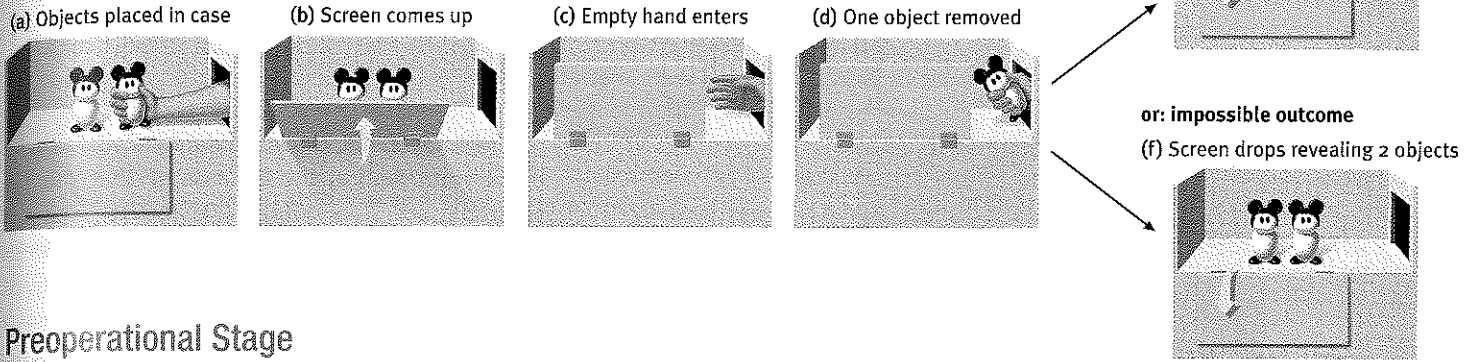 (a) Objects placed in case
(b) Screen comes up
(c) Empty hand enters
(d) One object removed
or: impossible outcome
(f) Screen drops revealing 2 objects
Preoperational Stage